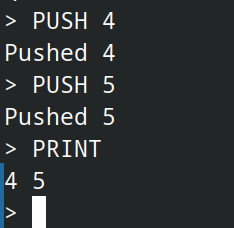 > PUSH 4
Pushed 4
> PUSH 5
Pushed 5
> PRINT
4 5
>